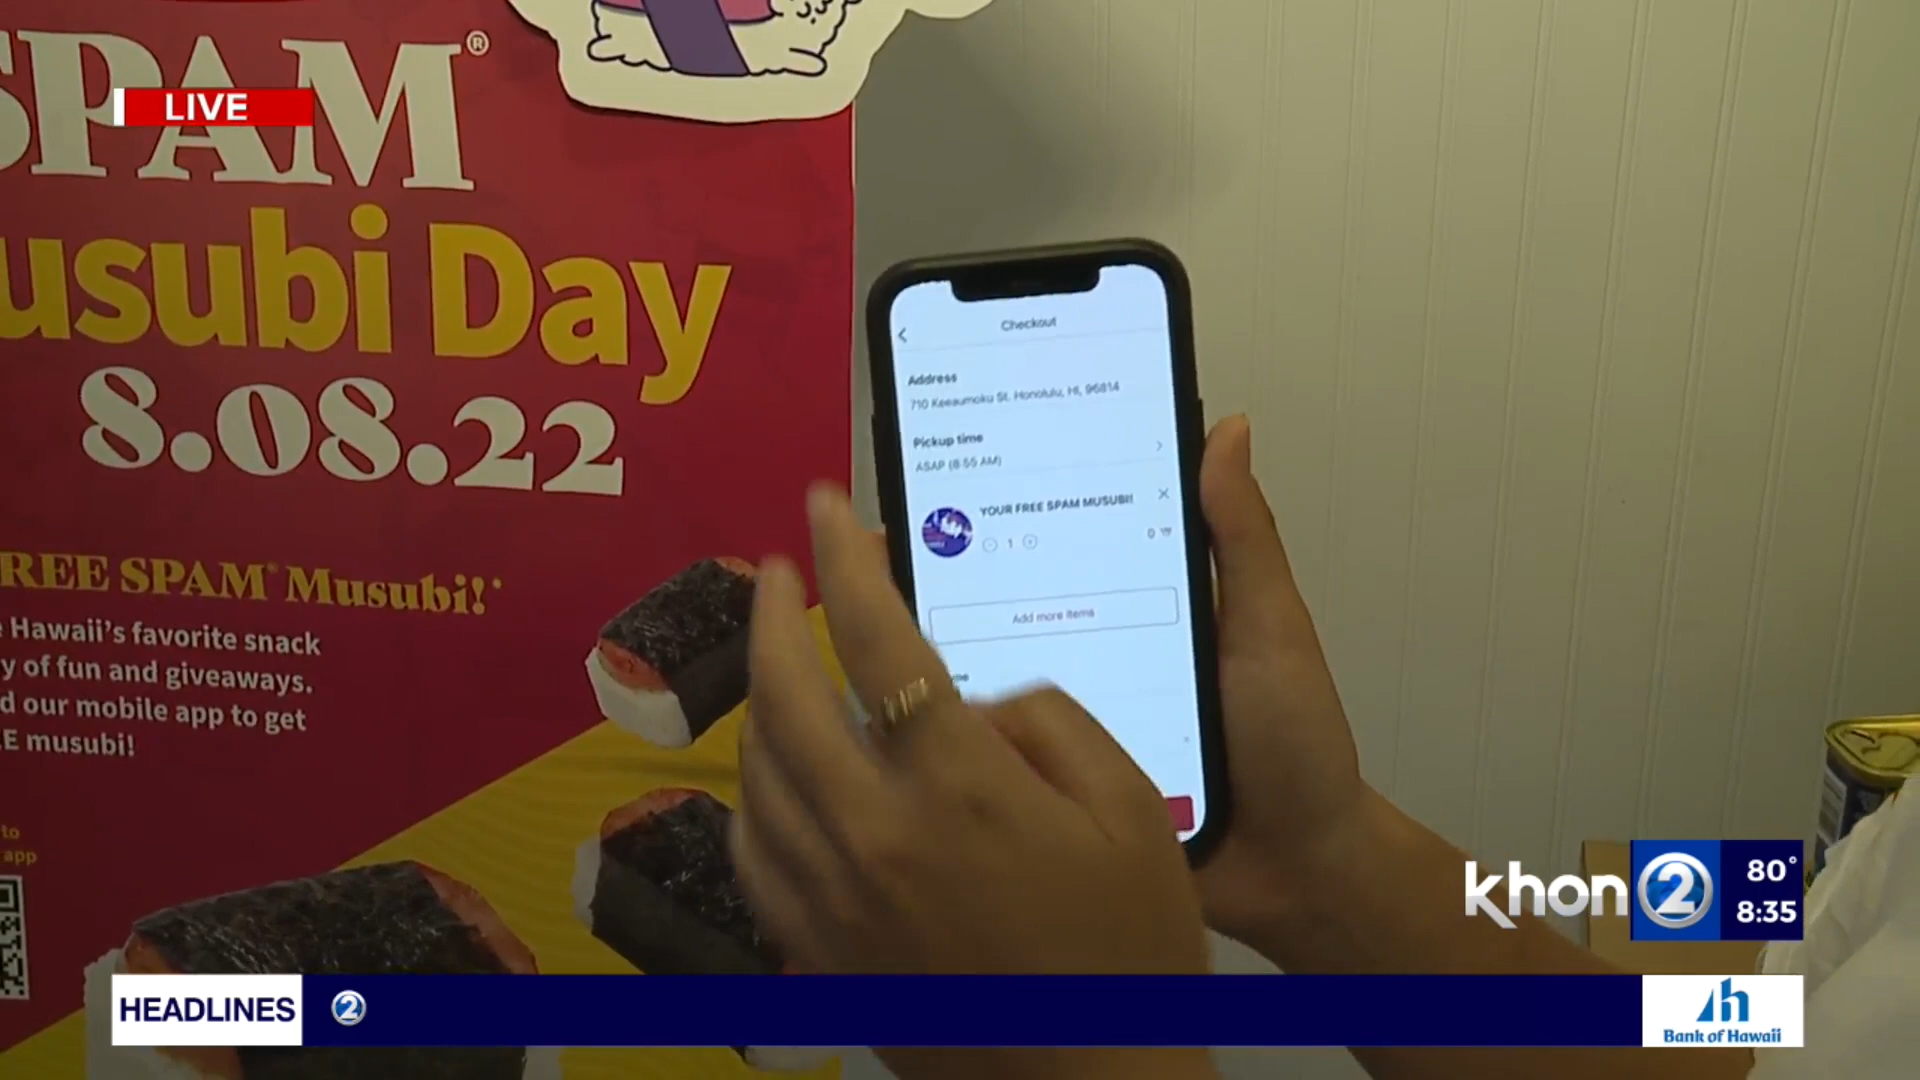 SPAM®
LIVE
usubi Day
8.08.22
REE SPAM® Musubi!*
e Hawaii's favorite snack
y of fun and giveaways.
d our mobile app to get
EE musubi!
to
app
Checkout
Address
710 Keeaumoku St. Honolulu, HI, 96814
Pickup time
ASAP (8:55 AM)
YOUR FREE SPAM MUSUBI!
1
0
Add more items
me
khon 2
80°
8:35
HEADLINES
2
Bank of Hawaii